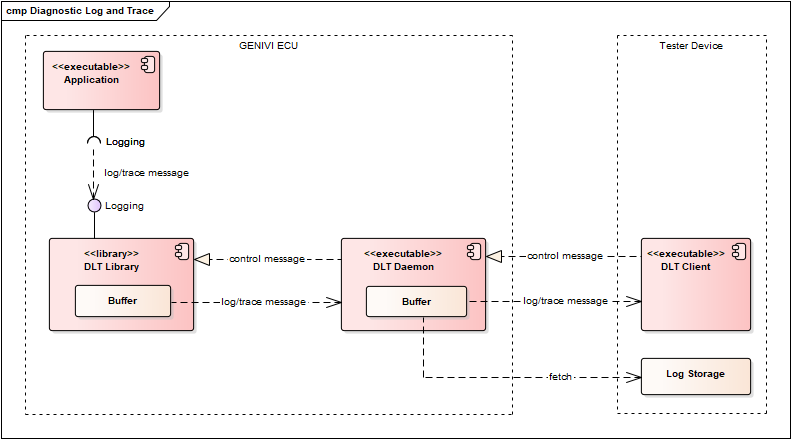 cmp Diagnostic Log and Trace
GENIVI ECU
Tester Device
<<executable>>
Application
Logging
log/trace message
Logging
<<library>>
DLT Library
control message
<<executable>>
DLT Daemon
control message
<<executable>>
DLT Client
Buffer
log/trace message
Buffer
log/trace message
fetch
Log Storage